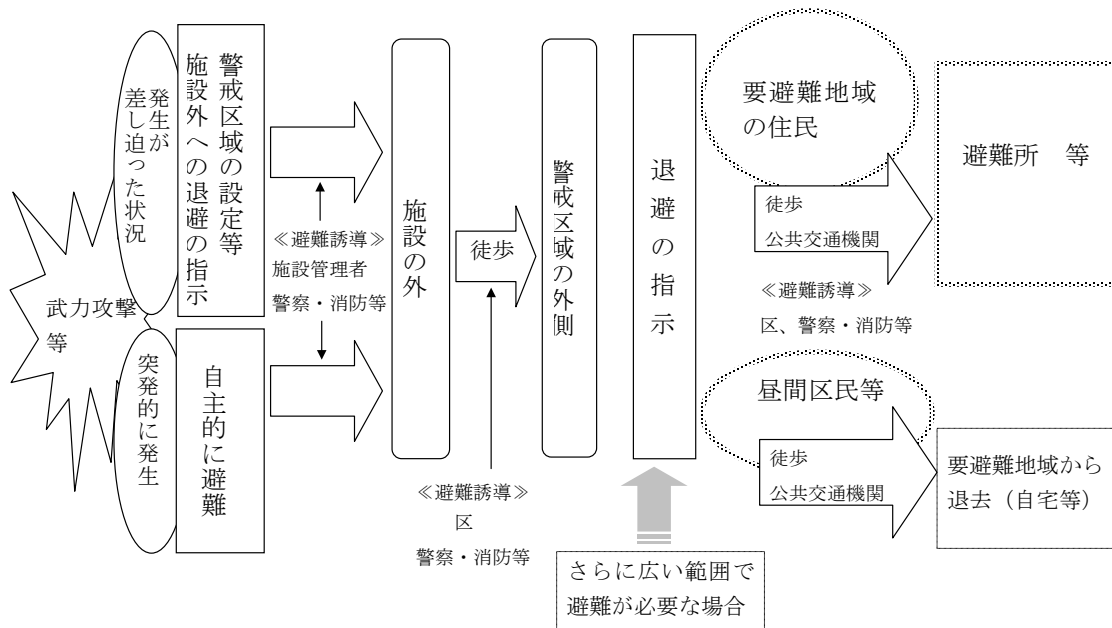 武力攻撃
等
発生が
差し迫った状況
警戒区域の設定等
施設外への退避の指示
突発的に発生
自主的に避難
≪避難誘導≫
施設管理者
警察・消防等
施設の外
徒歩
≪避難誘導≫
区
警察・消防等
警戒区域の外側
退避の指示
さらに広い範囲で
避難が必要な場合
要避難地域
の住民
徒歩
公共交通機関
≪避難誘導≫
区、警察・消防等
避難所　等
昼間区民等
徒歩
公共交通機関
要避難地域から
退去（自宅等）